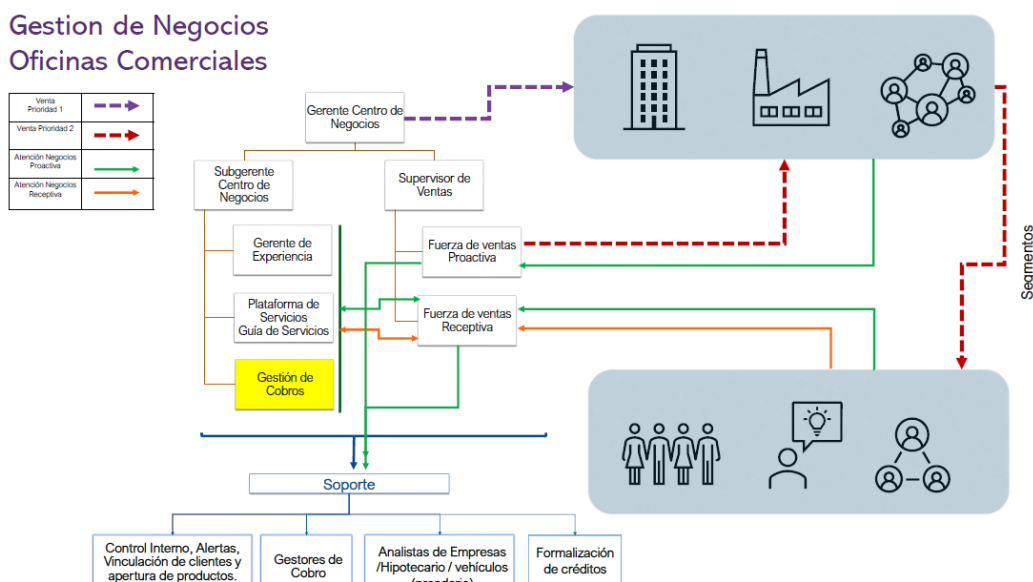 Gestion de Negocios
Oficinas Comerciales
Venta
Prioridad 1
Venta Prioridad 2
Atención Negocios
Proactiva
Atención Negocios
Receptiva
Gerente Centro de
Negocios
Subgerente
Centro de
Negocios
Supervisor de
Ventas
Gerente de
Experiencia
Fuerza de ventas
Proactiva
Plataforma de
Servicios
Guía de Servicios
Fuerza de ventas
Receptiva
Gestión de
Cobros
Segmentos
Soporte
Control Interno, Alertas,
Vinculación de clientes y
apertura de productos.
Gestores de
Cobro
Analistas de Empresas
/Hipotecario / vehículos
Formalización
de créditos